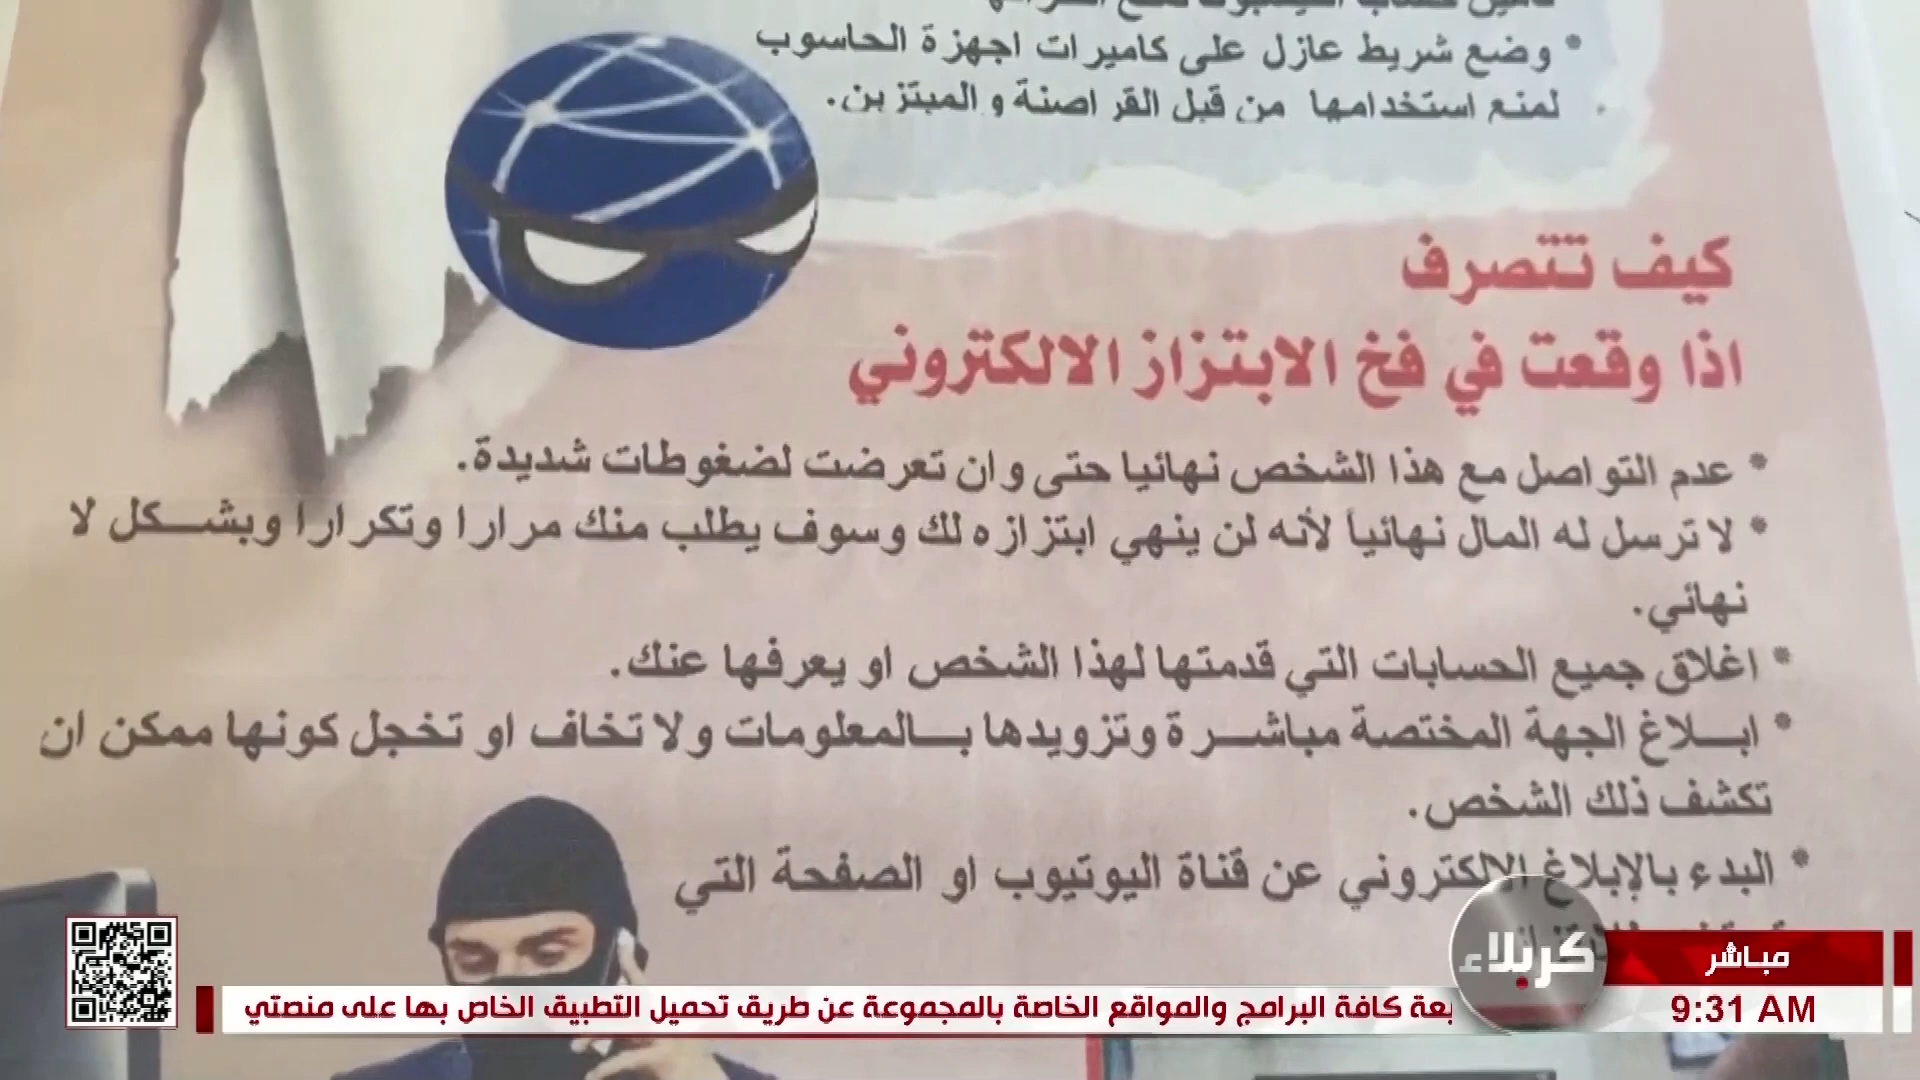 * وضع شريط عازل على كاميرات اجهزة الحاسوب
لمنع استخدامها من قبل القراصنة والمبتزين.
كيف تتصرف
اذا وقعت في فخ الابتزاز الالكتروني
* عدم التواصل مع هذا الشخص نهائيا حتى وان تعرضت لضغوطات شديدة.
* لا ترسل له المال نهائياً لأنه لن ينهي ابتزازه لك وسوف يطلب منك مرارا وتكرارا وبشكل لا
نهائي.
* اغلاق جميع الحسابات التي قدمتها لهذا الشخص او يعرفها عنك.
* ابلاغ الجهة المختصة مباشرة وتزويدها بالمعلومات ولا تخاف او تخجل كونها ممكن ان
تكشف ذلك الشخص.
* البدء بالإبلاغ الالكتروني عن قناة اليوتيوب او الصفحة التي
كربلاء
مباشر
بعة كافة البرامج والمواقع الخاصة بالمجموعة عن طريق تحميل التطبيق الخاص بها على منصتي
9:31 AM